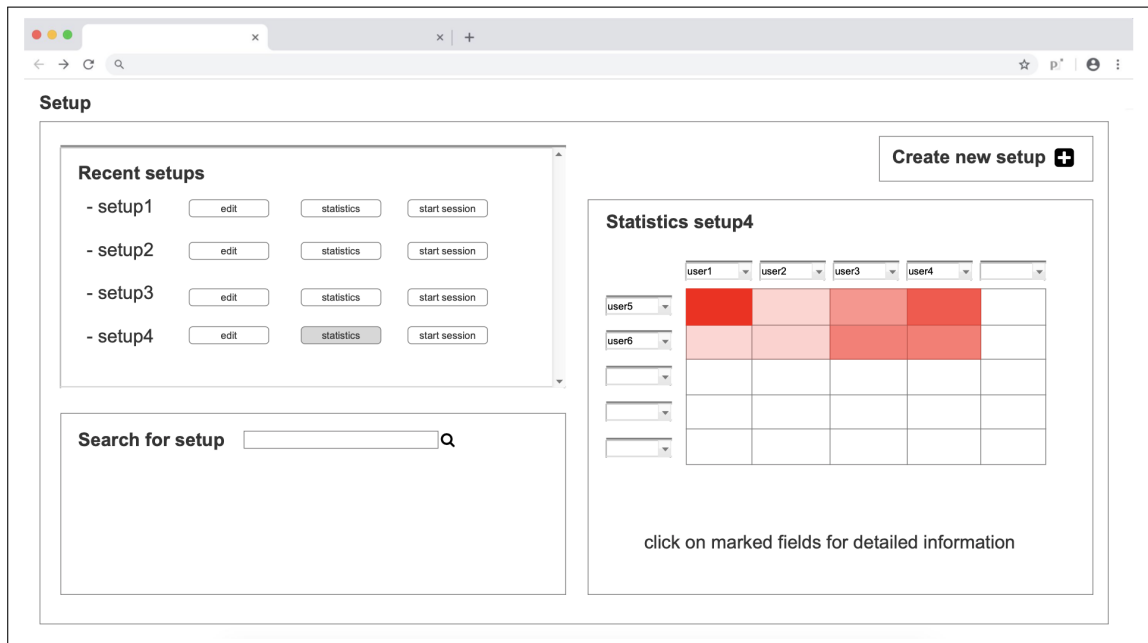 Setup
Recent setups
- setup1 edit statistics start session
- setup2 edit statistics start session
- setup3 edit statistics start session
- setup4 edit statistics start session
Search for setup
Create new setup
Statistics setup4
user1 user2 user3 user4
user5
user6
click on marked fields for detailed information